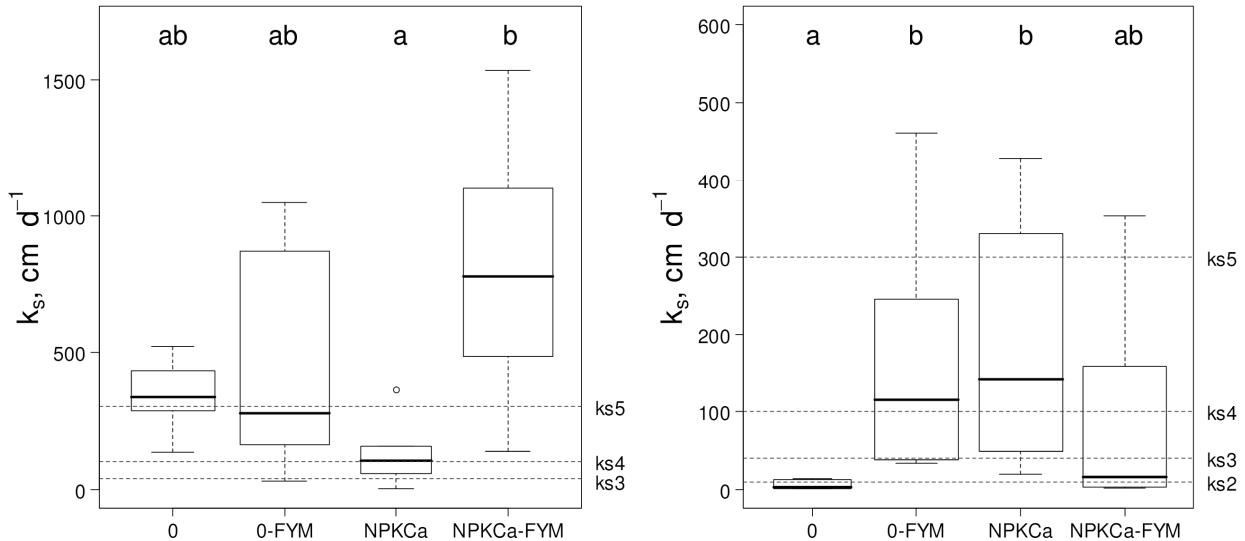 ab ab a b
1500
1000
500
0
kₛ, cm d⁻¹
ks5
ks4
ks3
0 0-FYM NPKCa NPKCa-FYM
a b b ab
600
500
400
300
200
100
0
kₛ, cm d⁻¹
ks5
ks4
ks3
ks2
0 0-FYM NPKCa NPKCa-FYM